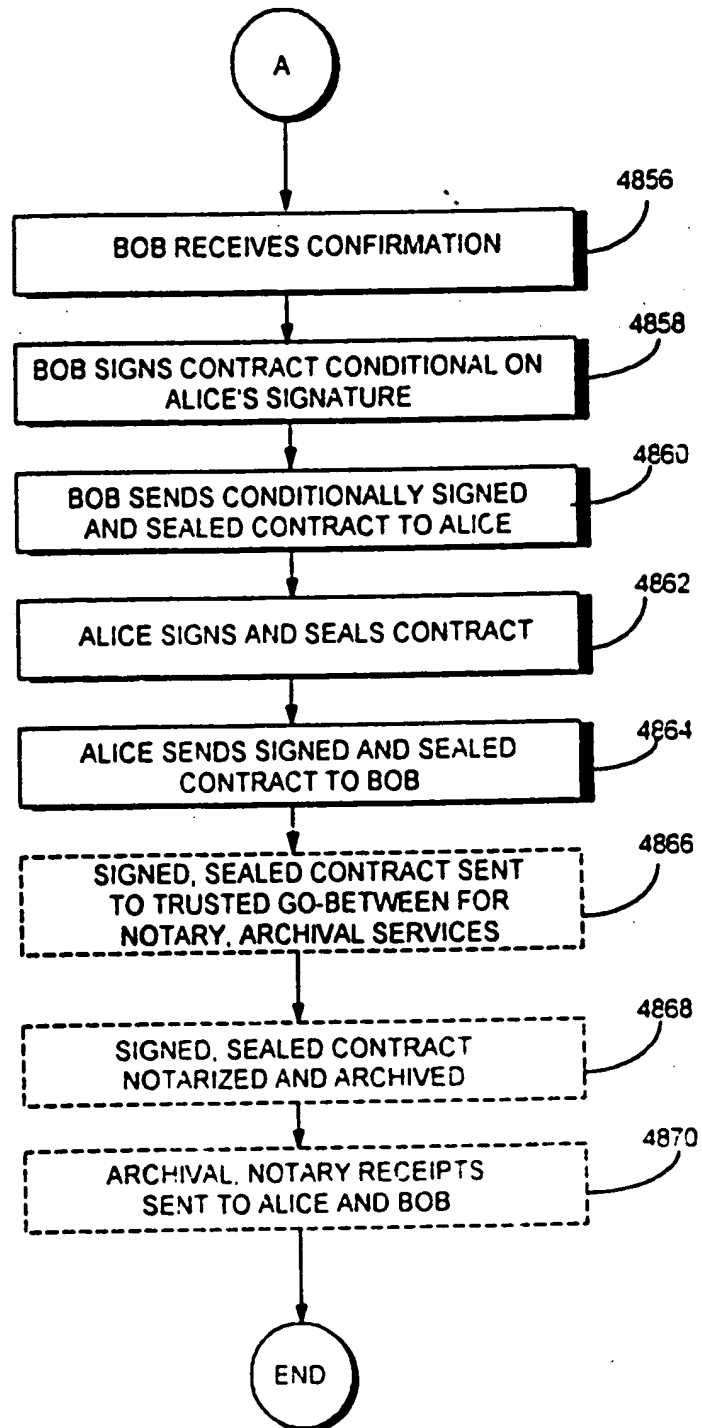 A
4856
BOB RECEIVES CONFIRMATION
4858
BOB SIGNS CONTRACT CONDITIONAL ON
ALICE'S SIGNATURE
4860
BOB SENDS CONDITIONALLY SIGNED
AND SEALED CONTRACT TO ALICE
4862
ALICE SIGNS AND SEALS CONTRACT
4864
ALICE SENDS SIGNED AND SEALED
CONTRACT TO BOB
4866
SIGNED, SEALED CONTRACT SENT
TO TRUSTED GO-BETWEEN FOR
NOTARY, ARCHIVAL SERVICES
4868
SIGNED, SEALED CONTRACT
NOTARIZED AND ARCHIVED
4870
ARCHIVAL, NOTARY RECEIPTS
SENT TO ALICE AND BOB
END